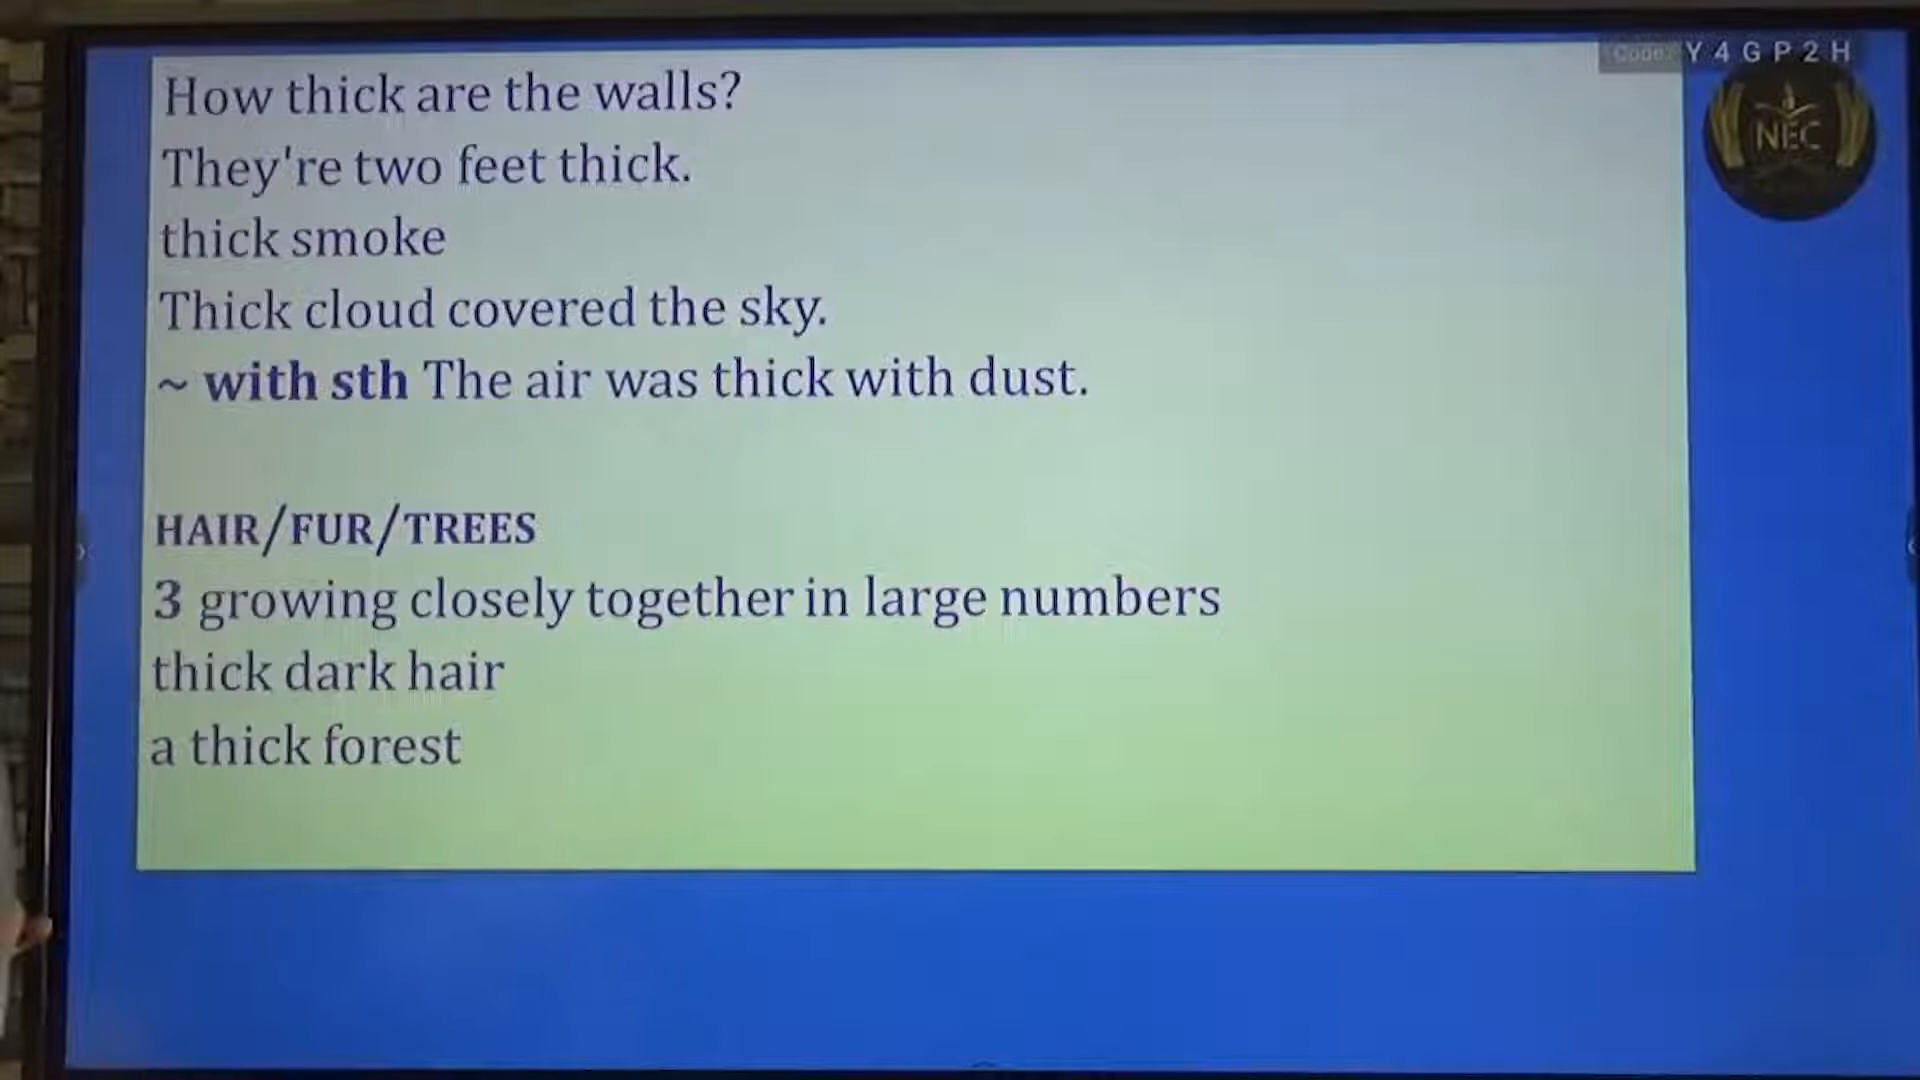 Code: Y 4 G P 2 H
NEC
How thick are the walls?
They're two feet thick.
thick smoke
Thick cloud covered the sky.
~ with sth The air was thick with dust.
HAIR/FUR/TREES
3 growing closely together in large numbers
thick dark hair
a thick forest